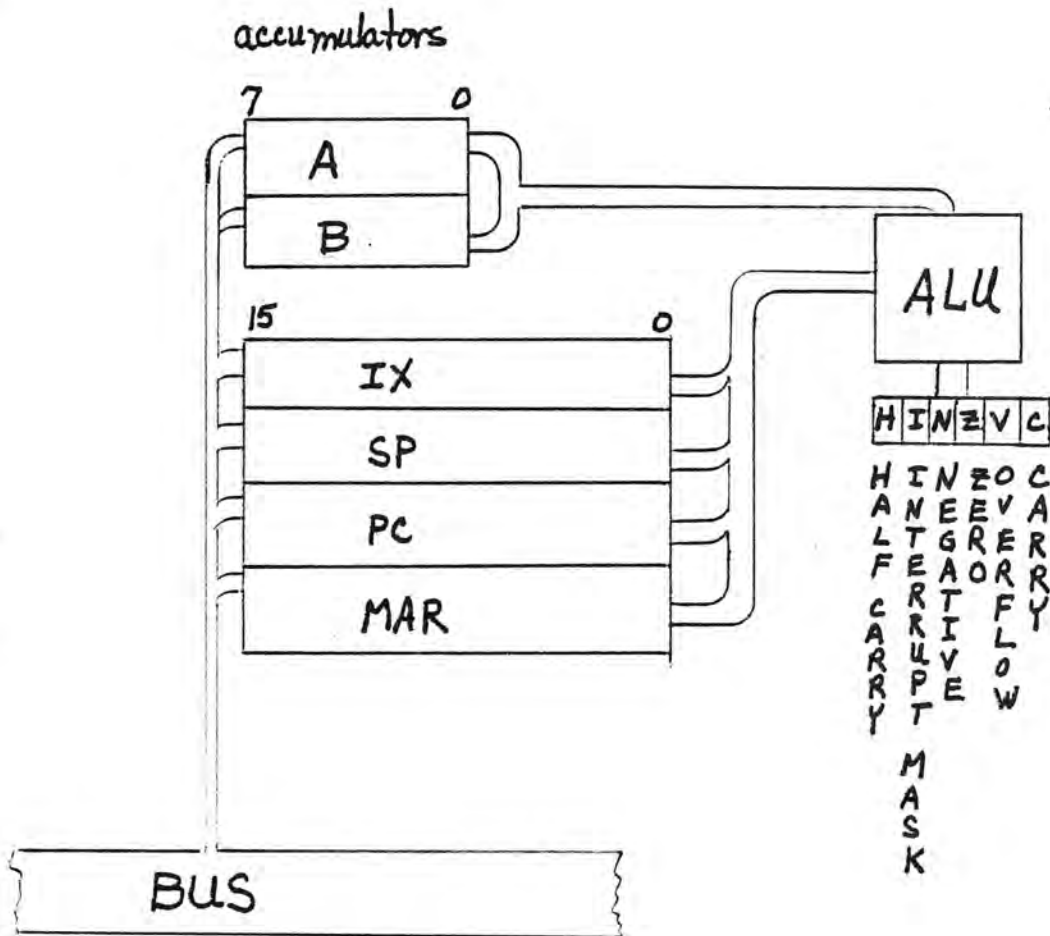 accumulators
7 0
A
B
ALU
15 0
IX
SP
PC
MAR
H I N Z V C
HALF CARRY
INTERRUPT MASK
NEGATIVE
ZERO
OVERFLOW
CARRY
BUS